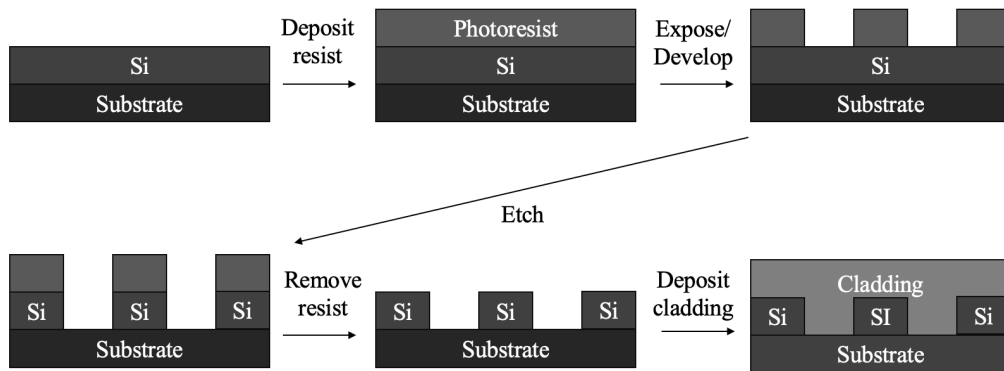 Si
Substrate
Deposit
resist
Photoresist
Si
Substrate
Expose/
Develop
Si
Substrate
Etch
Si Si Si
Substrate
Remove
resist
Si Si Si
Substrate
Deposit
cladding
Cladding
Si SI Si
Substrate